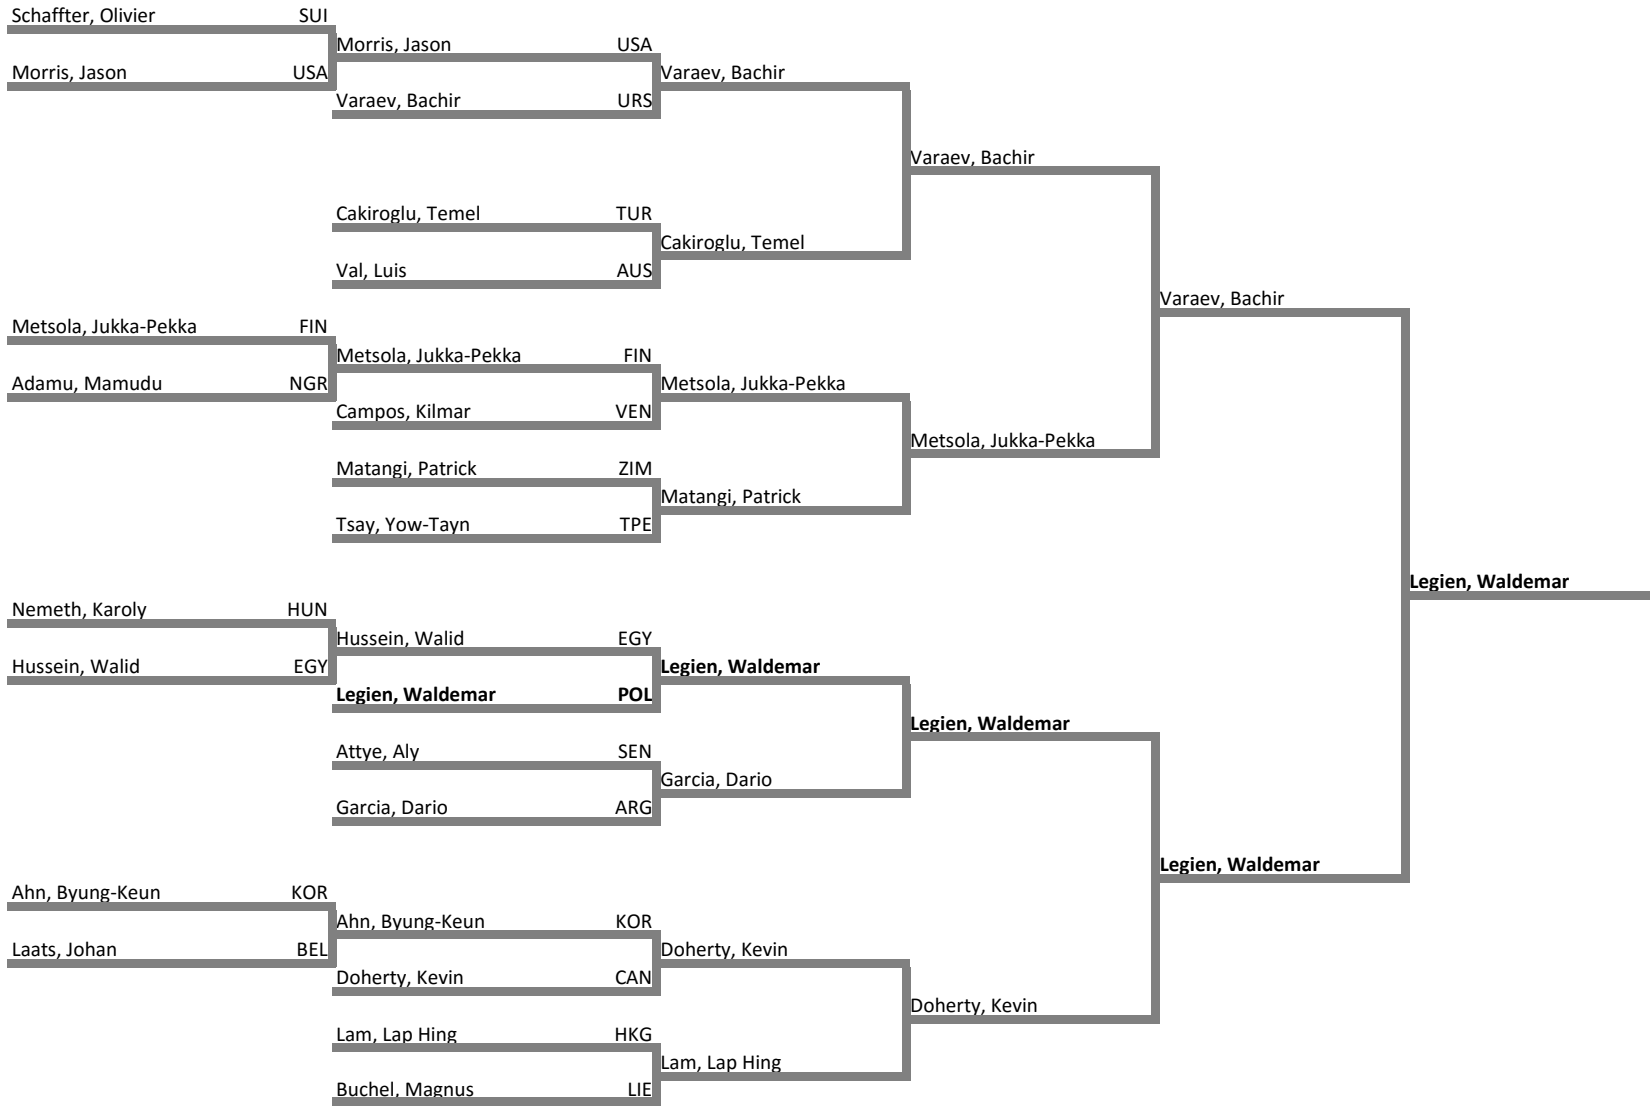 Schaffter, Olivier SUI
Morris, Jason USA
Morris, Jason USA
Varaev, Bachir
Varaev, Bachir URS
Varaev, Bachir
Cakiroglu, Temel TUR
Cakiroglu, Temel
Val, Luis AUS
Varaev, Bachir
Metsola, Jukka-Pekka FIN
Metsola, Jukka-Pekka FIN
Adamu, Mamudu NGR
Metsola, Jukka-Pekka
Campos, Kilmar VEN
Metsola, Jukka-Pekka
Matangi, Patrick ZIM
Matangi, Patrick
Tsay, Yow-Tayn TPE
Legien, Waldemar
Nemeth, Karoly HUN
Hussein, Walid EGY
Hussein, Walid EGY
Legien, Waldemar
Legien, Waldemar POL
Legien, Waldemar
Attye, Aly SEN
Garcia, Dario
Garcia, Dario ARG
Legien, Waldemar
Ahn, Byung-Keun KOR
Ahn, Byung-Keun KOR
Laats, Johan BEL
Doherty, Kevin
Doherty, Kevin CAN
Doherty, Kevin
Lam, Lap Hing HKG
Lam, Lap Hing
Buchel, Magnus LIE